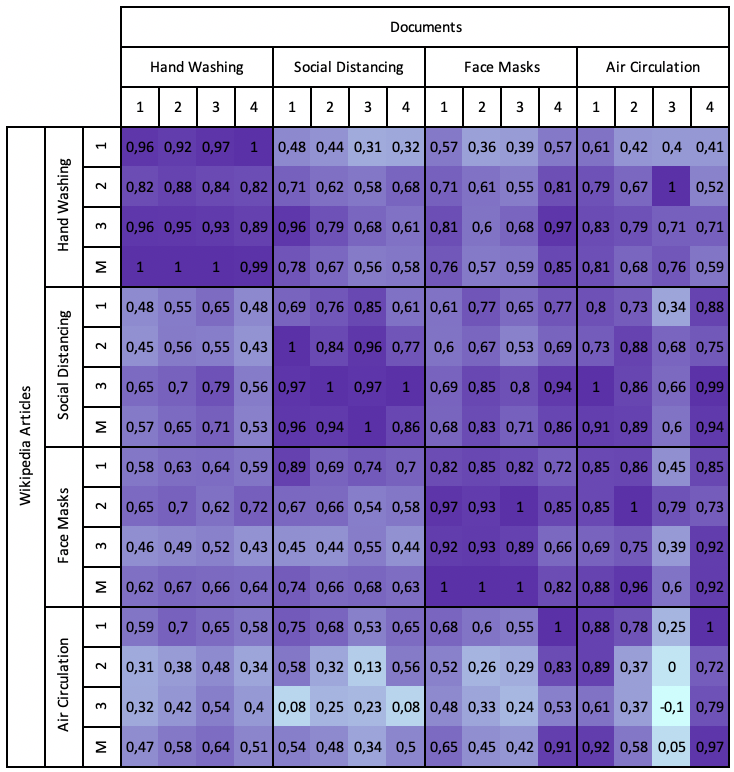 Documents
Hand Washing Social Distancing Face Masks Air Circulation
1 2 3 4 1 2 3 4 1 2 3 4 1 2 3 4
Wikipedia Articles
Hand Washing
1 0,96 0,92 0,97 1 0,48 0,44 0,31 0,32 0,57 0,36 0,39 0,57 0,61 0,42 0,4 0,41
2 0,82 0,88 0,84 0,82 0,71 0,62 0,58 0,68 0,71 0,61 0,55 0,81 0,79 0,67 1 0,52
3 0,96 0,95 0,93 0,89 0,96 0,79 0,68 0,61 0,81 0,6 0,68 0,97 0,83 0,79 0,71 0,71
M 1 1 1 0,99 0,78 0,67 0,56 0,58 0,76 0,57 0,59 0,85 0,81 0,68 0,76 0,59
Social Distancing
1 0,48 0,55 0,65 0,48 0,69 0,76 0,85 0,61 0,61 0,77 0,65 0,77 0,8 0,73 0,34 0,88
2 0,45 0,56 0,55 0,43 1 0,84 0,96 0,77 0,6 0,67 0,53 0,69 0,73 0,88 0,68 0,75
3 0,65 0,7 0,79 0,56 0,97 1 0,97 1 0,69 0,85 0,8 0,94 1 0,86 0,66 0,99
M 0,57 0,65 0,71 0,53 0,96 0,94 1 0,86 0,68 0,83 0,71 0,86 0,91 0,89 0,6 0,94
Face Masks
1 0,58 0,63 0,64 0,59 0,89 0,69 0,74 0,7 0,82 0,85 0,82 0,72 0,85 0,86 0,45 0,85
2 0,65 0,7 0,62 0,72 0,67 0,66 0,54 0,58 0,97 0,93 1 0,85 0,85 1 0,79 0,73
3 0,46 0,49 0,52 0,43 0,45 0,44 0,55 0,44 0,92 0,93 0,89 0,66 0,69 0,75 0,39 0,92
M 0,62 0,67 0,66 0,64 0,74 0,66 0,68 0,63 1 1 1 0,82 0,88 0,96 0,6 0,92
Air Circulation
1 0,59 0,7 0,65 0,58 0,75 0,68 0,53 0,65 0,68 0,6 0,55 1 0,88 0,78 0,25 1
2 0,31 0,38 0,48 0,34 0,58 0,32 0,13 0,56 0,52 0,26 0,29 0,83 0,89 0,37 0 0,72
3 0,32 0,42 0,54 0,4 0,08 0,25 0,23 0,08 0,48 0,33 0,24 0,53 0,61 0,37 -0,1 0,79
M 0,47 0,58 0,64 0,51 0,54 0,48 0,34 0,5 0,65 0,45 0,42 0,91 0,92 0,58 0,05 0,97